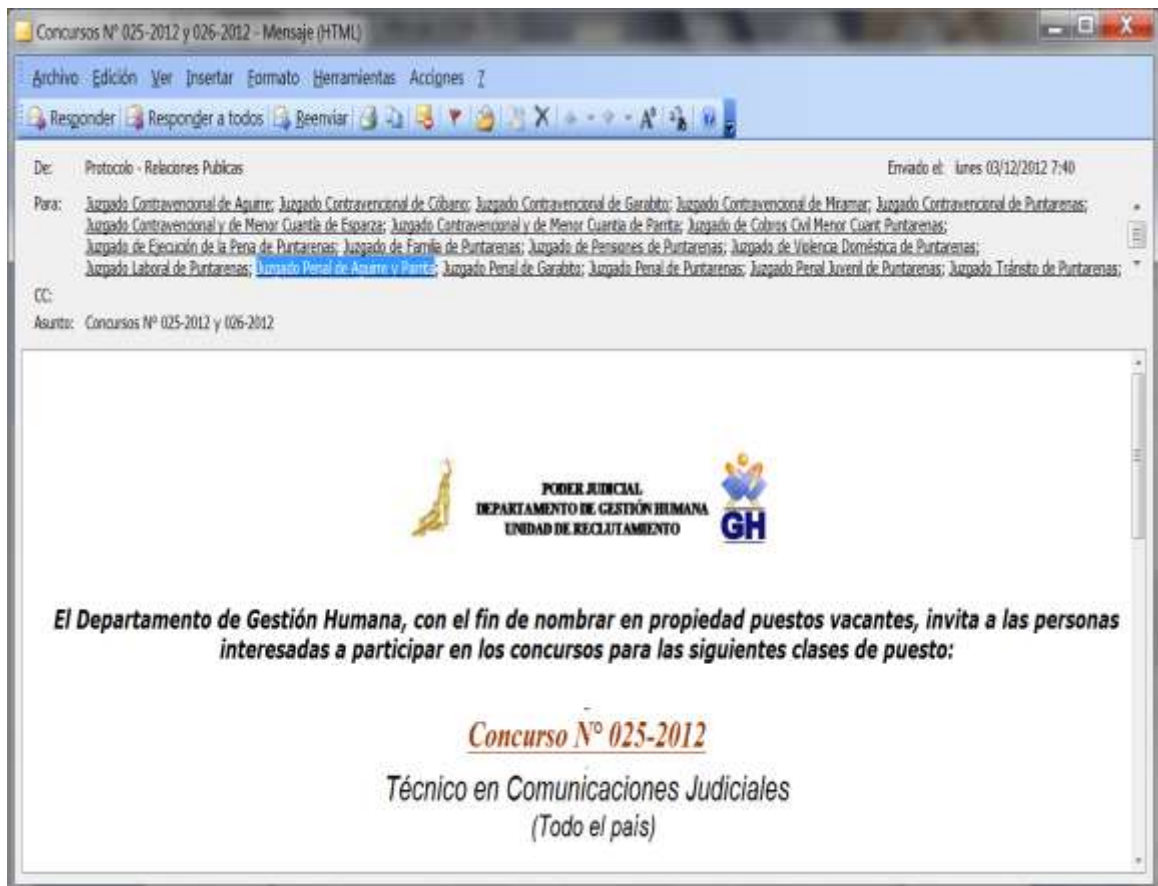 Concursos Nº 025-2012 y 026-2012 - Mensaje (HTML)
Archivo Edición Ver Insertar Formato Herramientas Acciones ?
Responder Responder a todos Reenviar
De: Protocolo - Relaciones Publicas Enviado el: lunes 03/12/2012 7:40
Para: Juzgado Contravencional de Aguirre; Juzgado Contravencional de Cóbano; Juzgado Contravencional de Garabito; Juzgado Contravencional de Miramar; Juzgado Contravencional de Puntarenas;
Juzgado Contravencional y de Menor Cuantía de Esparza; Juzgado Contravencional y de Menor Cuantia de Parrita; Juzgado de Cobros Civil Menor Cuant Puntarenas;
Juzgado de Ejecución de la Pena de Puntarenas; Juzgado de Familia de Puntarenas; Juzgado de Pensiones de Puntarenas; Juzgado de Violencia Doméstica de Puntarenas;
Juzgado Laboral de Puntarenas; Juzgado Penal de Aguirre y Parrita; Juzgado Penal de Garabito; Juzgado Penal de Puntarenas; Juzgado Penal Juvenil de Puntarenas; Juzgado Tránsito de Puntarenas;
CC:
Asunto: Concursos Nº 025-2012 y 026-2012
PODER JUDICIAL
DEPARTAMENTO DE GESTIÓN HUMANA
UNIDAD DE RECLUTAMIENTO
GH
El Departamento de Gestión Humana, con el fin de nombrar en propiedad puestos vacantes, invita a las personas
interesadas a participar en los concursos para las siguientes clases de puesto:
Concurso N° 025-2012
Técnico en Comunicaciones Judiciales
(Todo el país)